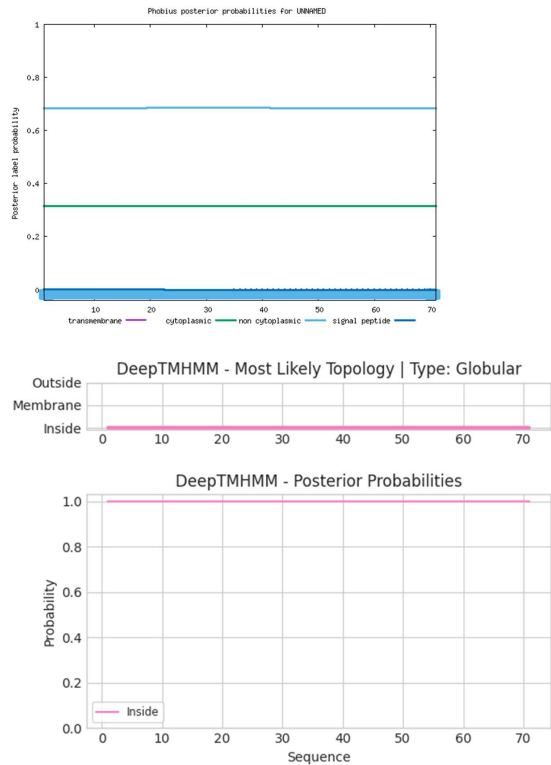 Phobius posterior probabilities for UNNAMED
1
0.8
0.6
0.4
0.2
0
Posterior label probability
10 20 30 40 50 60 70
transmembrane cytoplasmic non cytoplasmic signal peptide
DeepTMHMM - Most Likely Topology | Type: Globular
Outside
Membrane
Inside
0 10 20 30 40 50 60 70
DeepTMHMM - Posterior Probabilities
1.0
0.8
0.6
0.4
0.2
0.0
Probability
Inside
0 10 20 30 40 50 60 70
Sequence